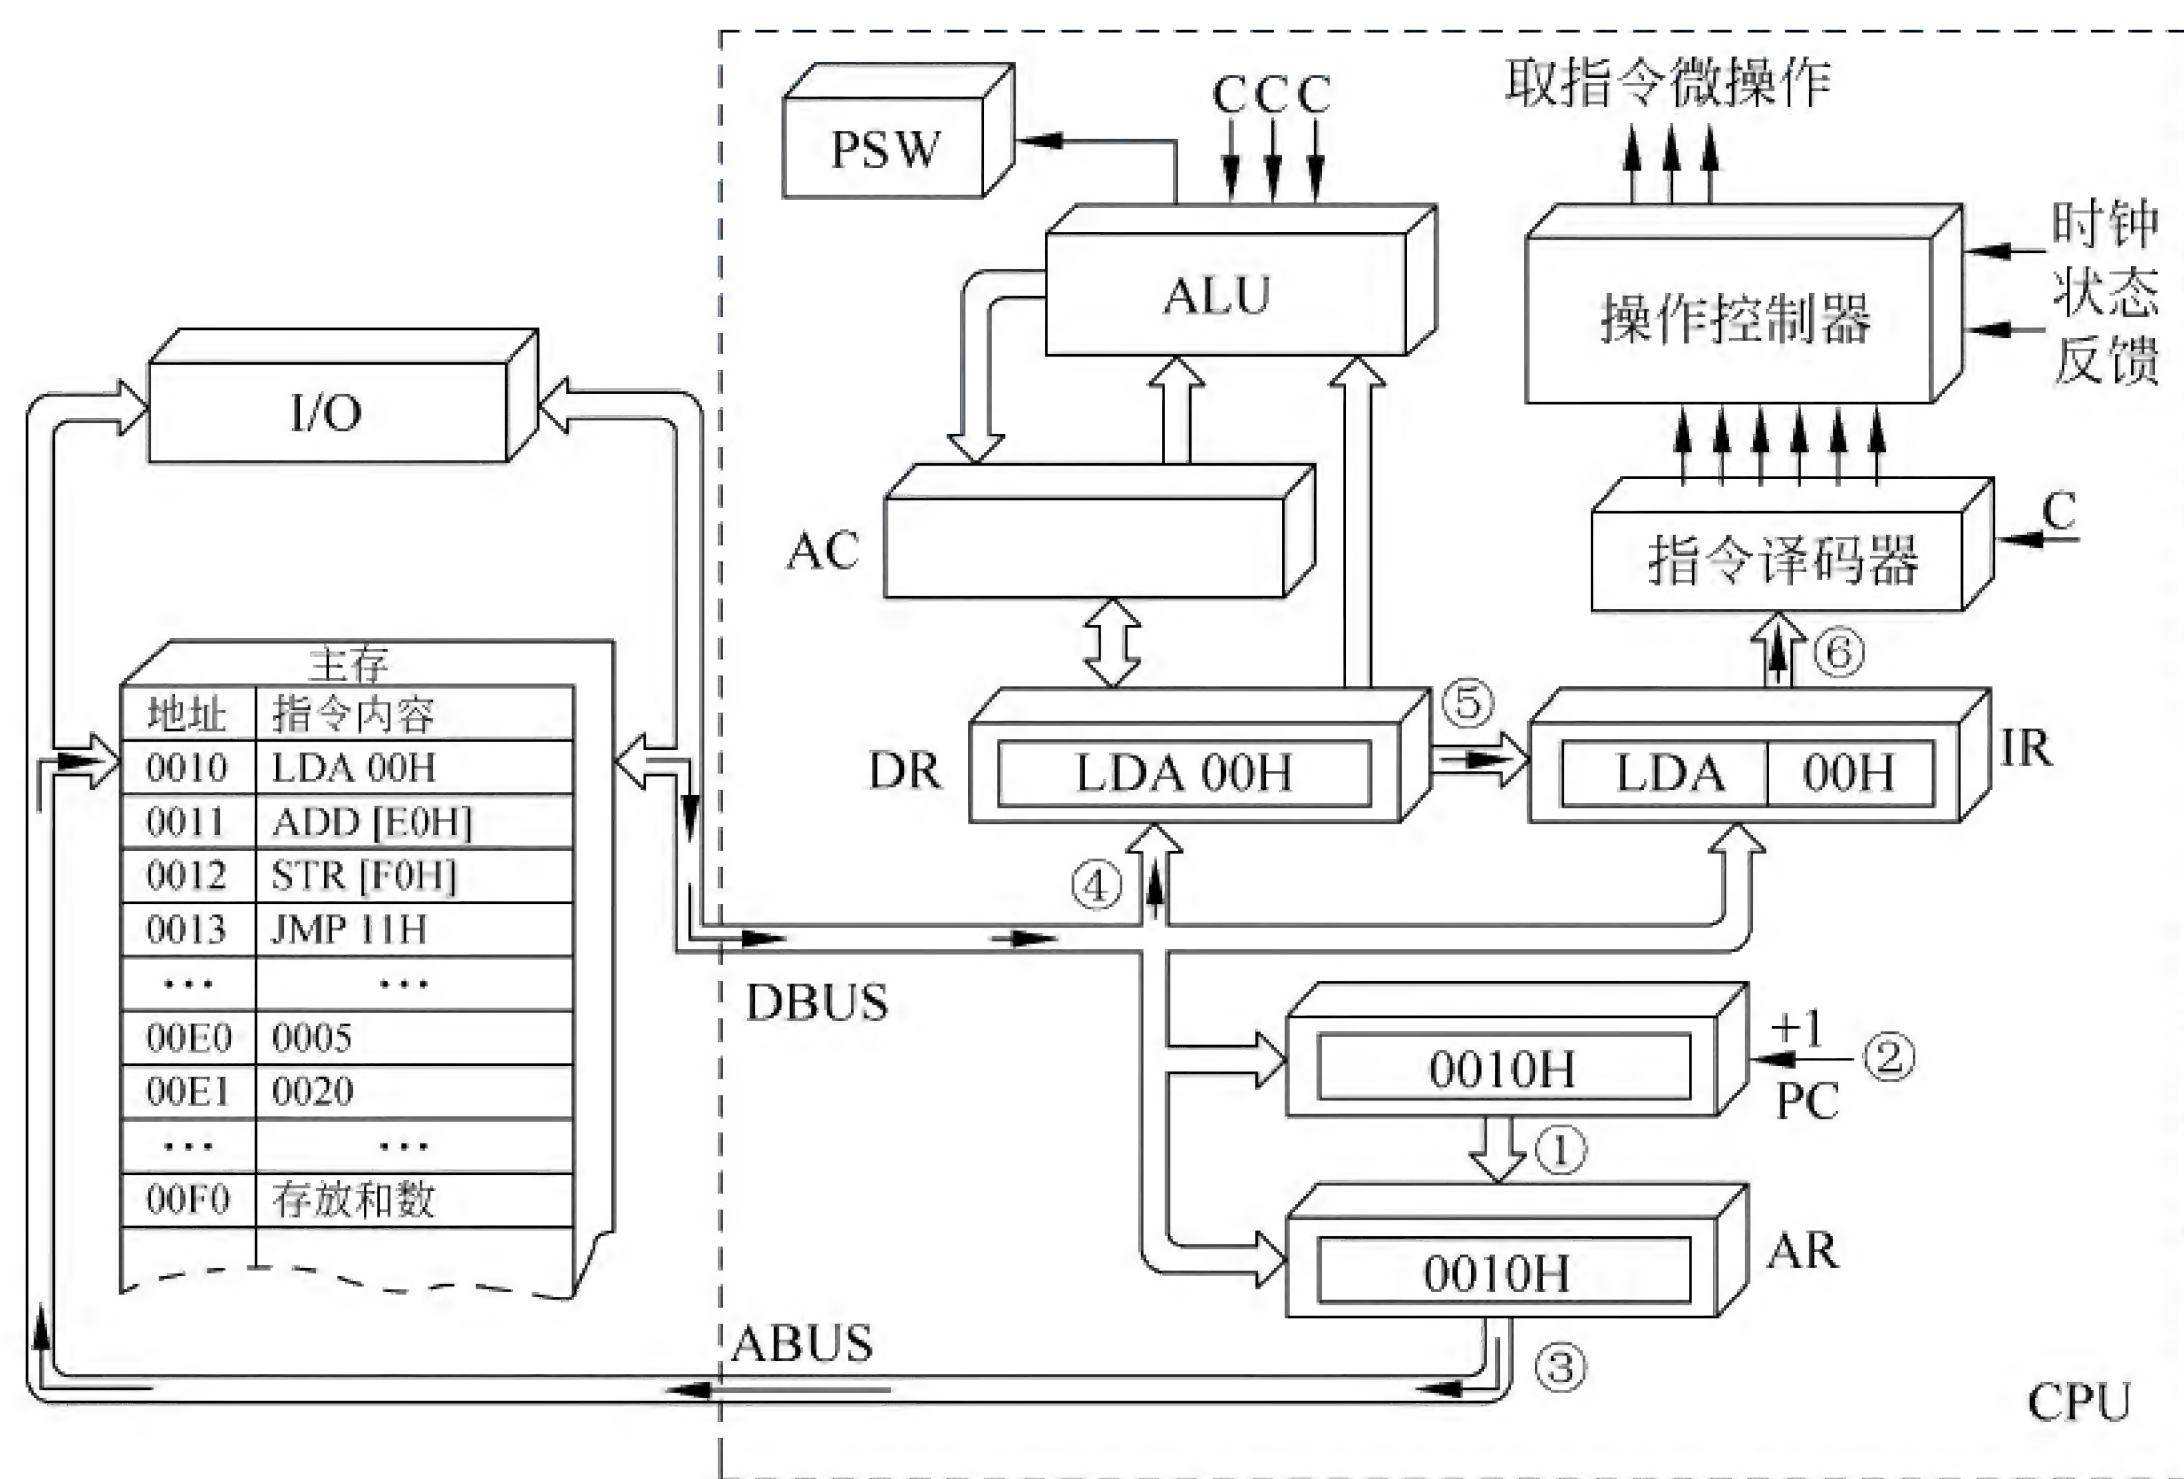 取指令微操作
PSW
C C C
时钟
状态
反馈
ALU
操作控制器
I/O
AC
指令译码器
C
⑥
主存
地址 指令内容
0010 LDA 00H
0011 ADD [E0H]
0012 STR [F0H]
0013 JMP 11H
… …
00E0 0005
00E1 0020
… …
00F0 存放和数
DR
LDA 00H
⑤
LDA 00H
IR
④
DBUS
0010H
+1
②
PC
①
0010H
AR
ABUS
③
CPU